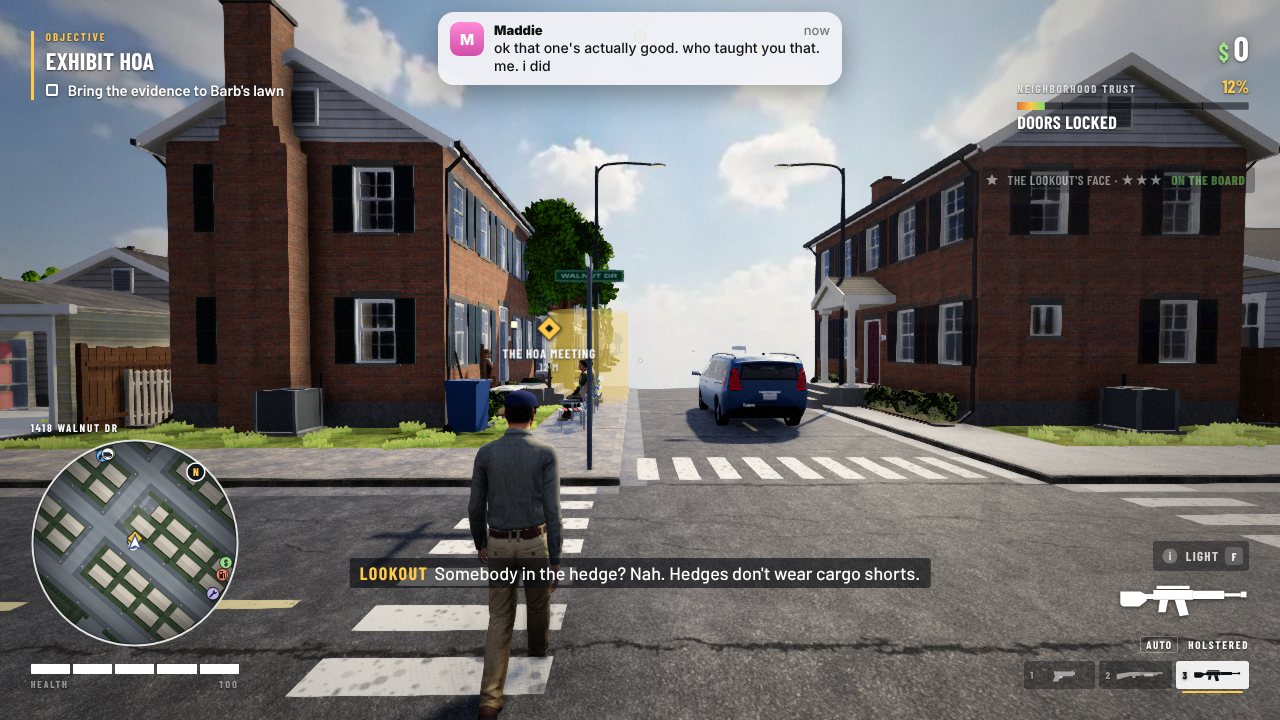 M
Maddie
now
ok that one's actually good. who taught you that.
me. i did
OBJECTIVE
EXHIBIT HOA
Bring the evidence to Barb's lawn
$0
12%
NEIGHBORHOOD TRUST
DOORS LOCKED
THE LOOKOUT'S FACE · ★★★ ON THE BOARD
WALNUT DR
THE HOA MEETING
1418 WALNUT DR
N
$
LOOKOUT Somebody in the hedge? Nah. Hedges don't wear cargo shorts.
i LIGHT F
AUTO HOLSTERED
1 2 3
HEALTH 100